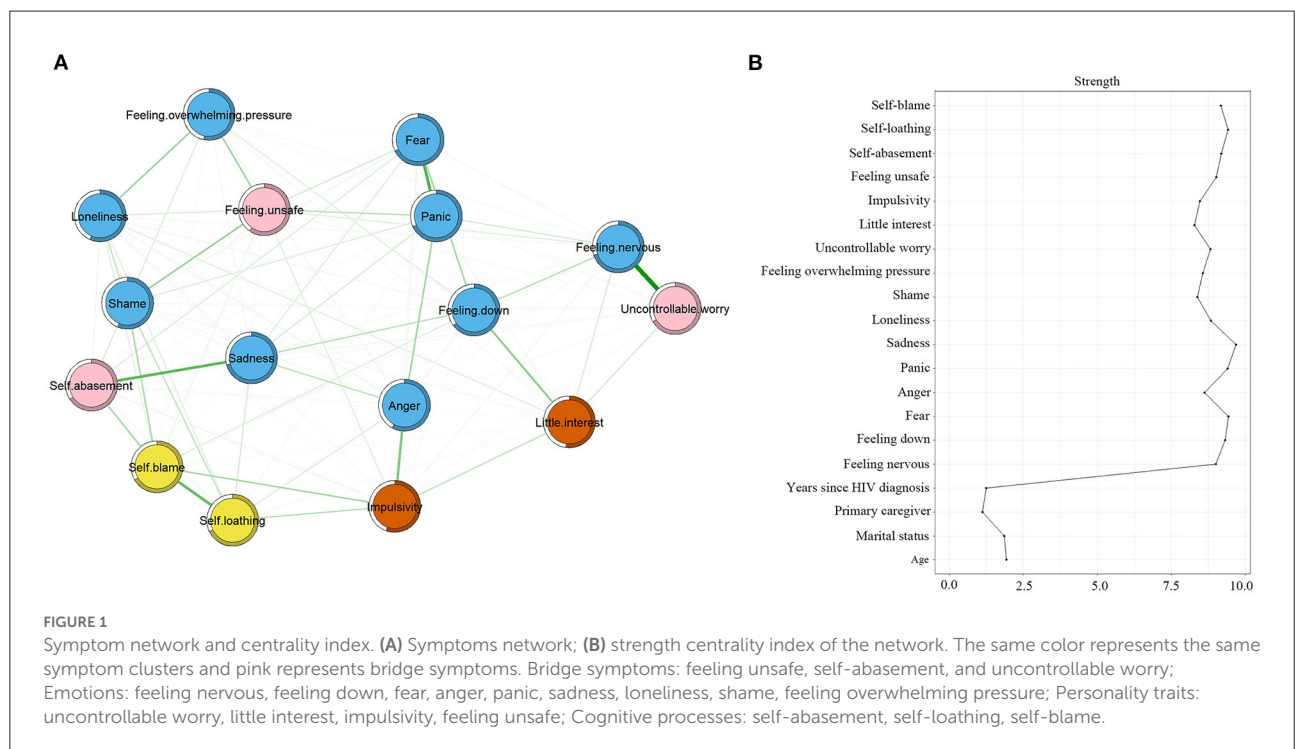 A
Feeling.overwhelming.pressure
Fear
Loneliness
Feeling.unsafe
Panic
Feeling.nervous
Shame
Feeling.down
Uncontrollable.worry
Sadness
Self.abasement
Anger
Little.interest
Self.blame
Self.loathing
Impulsivity
B
Strength
Self-blame
Self-loathing
Self-abasement
Feeling unsafe
Impulsivity
Little interest
Uncontrollable worry
Feeling overwhelming pressure
Shame
Loneliness
Sadness
Panic
Anger
Fear
Feeling down
Feeling nervous
Years since HIV diagnosis
Primary caregiver
Marital status
Age
0.0 2.5 5.0 7.5 10.0
FIGURE 1
Symptom network and centrality index. (A) Symptoms network; (B) strength centrality index of the network. The same color represents the same
symptom clusters and pink represents bridge symptoms. Bridge symptoms: feeling unsafe, self-abasement, and uncontrollable worry;
Emotions: feeling nervous, feeling down, fear, anger, panic, sadness, loneliness, shame, feeling overwhelming pressure; Personality traits:
uncontrollable worry, little interest, impulsivity, feeling unsafe; Cognitive processes: self-abasement, self-loathing, self-blame.